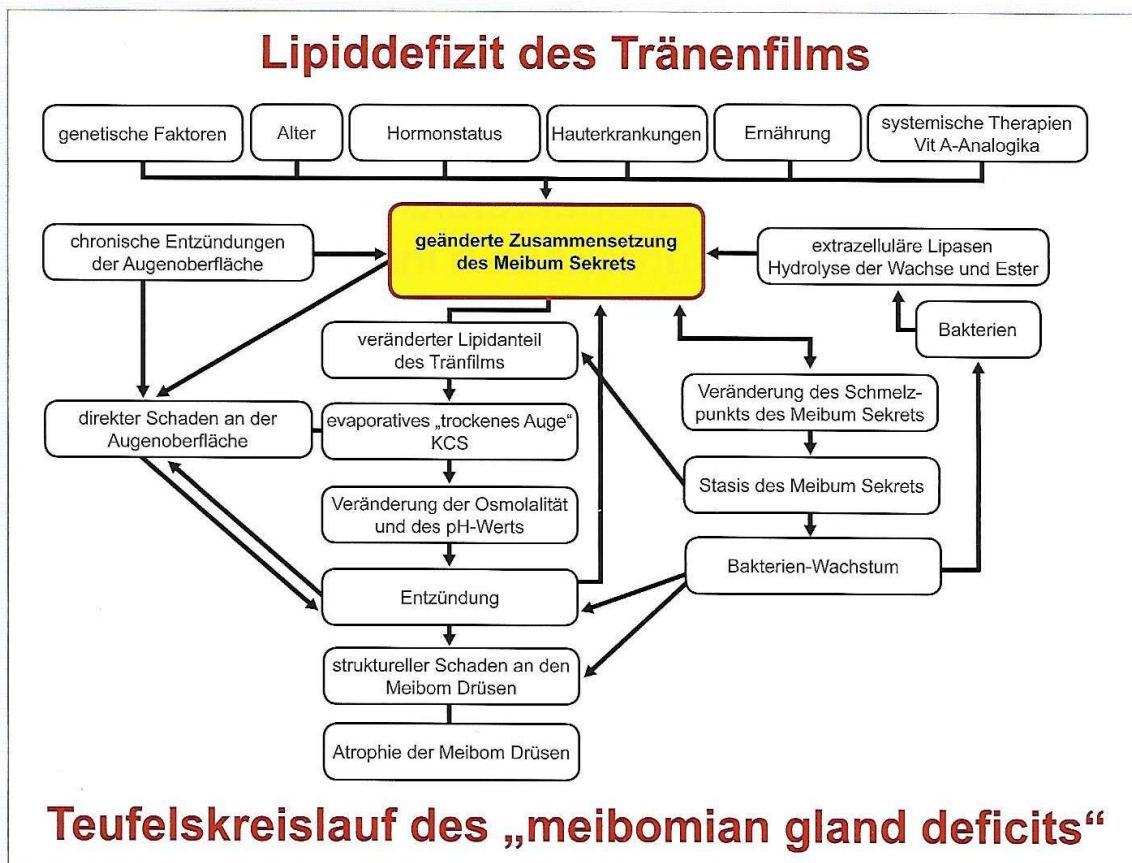 Lipiddefizit des Tränenfilms
genetische Faktoren
Alter
Hormonstatus
Hauterkrankungen
Ernährung
systemische Therapien
Vit A-Analogika
chronische Entzündungen
der Augenoberfläche
geänderte Zusammensetzung
des Meibum Sekrets
extrazelluläre Lipasen
Hydrolyse der Wachse und Ester
Bakterien
veränderter Lipidanteil
des Tränfilms
Veränderung des Schmelz-
punkts des Meibum Sekrets
direkter Schaden an der
Augenoberfläche
evaporatives „trockenes Auge“
KCS
Stasis des Meibum Sekrets
Veränderung der Osmolalität
und des pH-Werts
Bakterien-Wachstum
Entzündung
struktureller Schaden an den
Meibom Drüsen
Atrophie der Meibom Drüsen
Teufelskreislauf des „meibomian gland deficits“